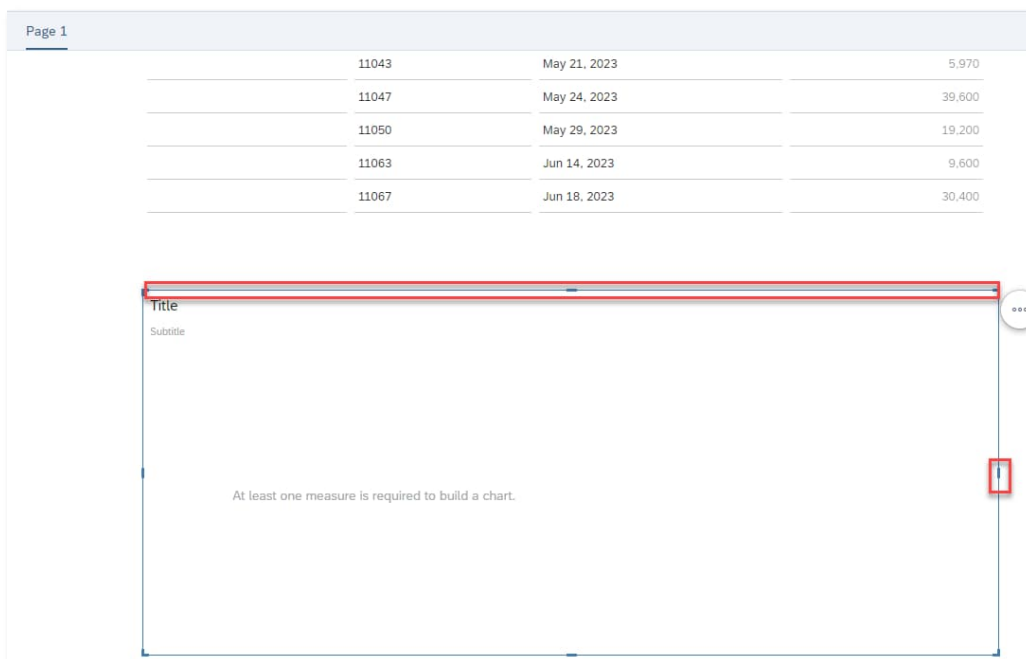 Page 1
11043 May 21, 2023 5,970
11047 May 24, 2023 39,600
11050 May 29, 2023 19,200
11063 Jun 14, 2023 9,600
11067 Jun 18, 2023 30,400
Title
Subtitle
At least one measure is required to build a chart.